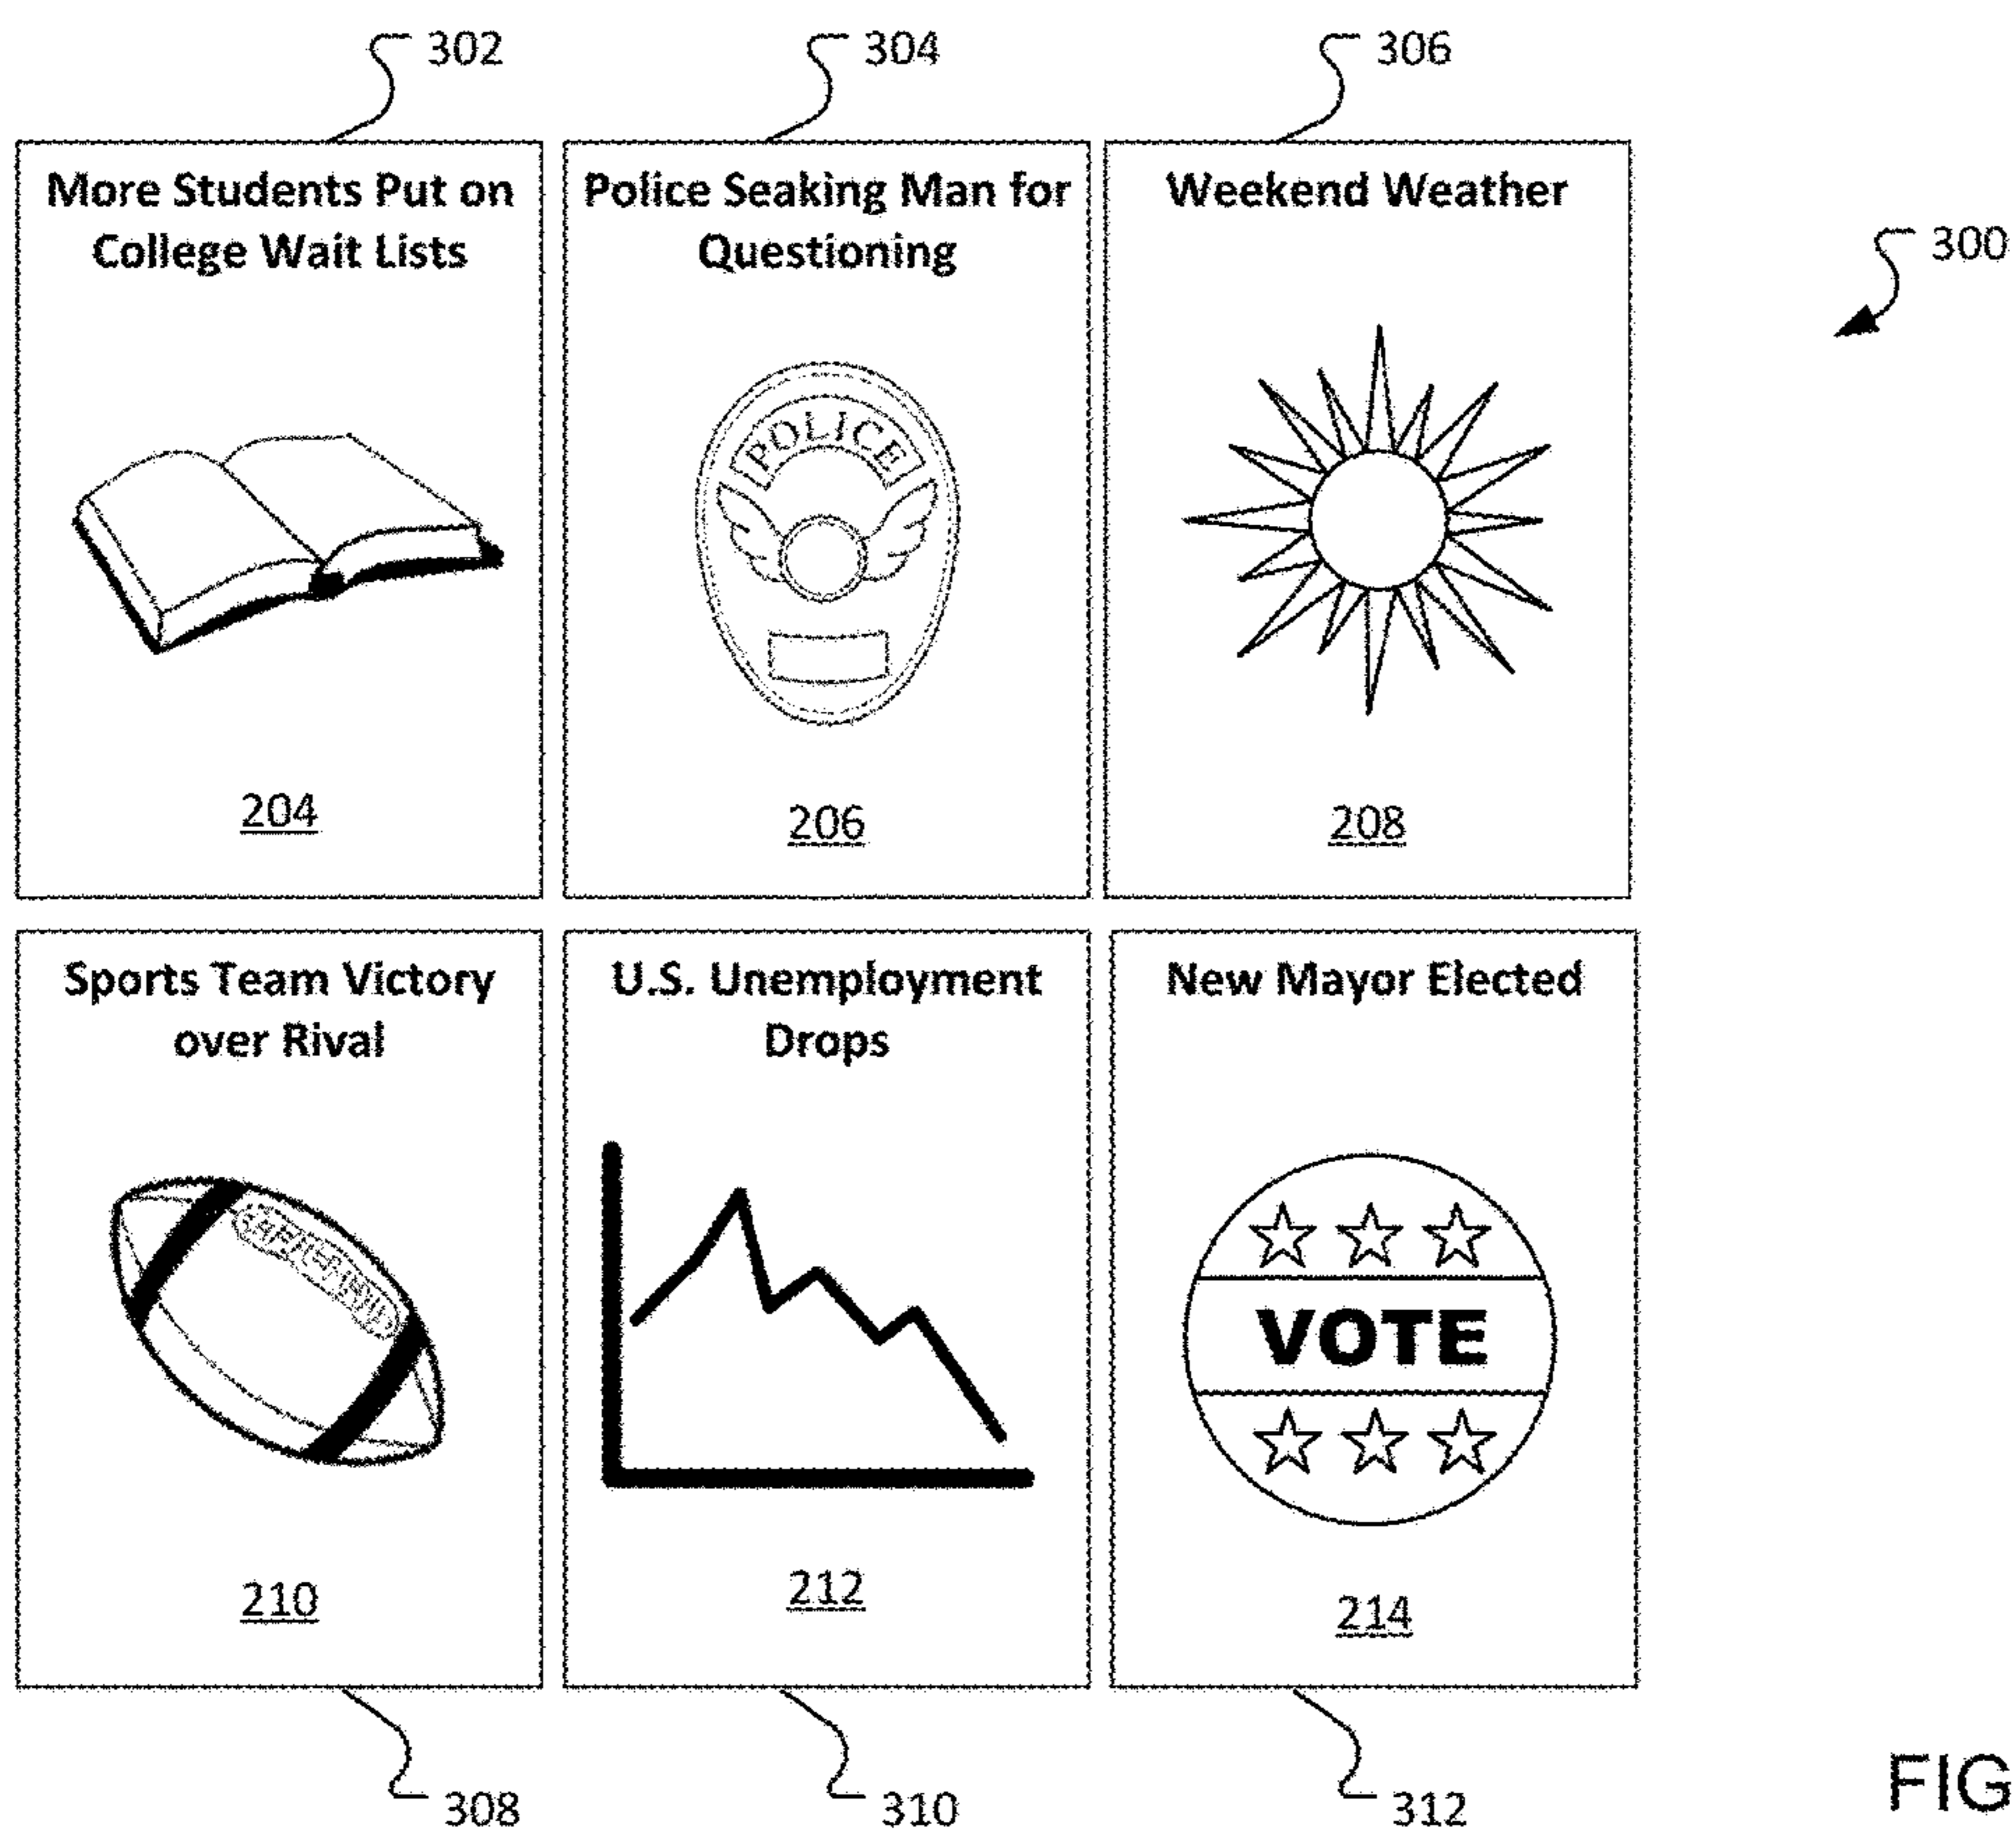 302
304
306
More Students Put on
College Wait Lists
Police Seaking Man for
Questioning
Weekend Weather
300
POLICE
204
206
208
Sports Team Victory
over Rival
U.S. Unemployment
Drops
New Mayor Elected
VOTE
210
212
214
308
310
312
FIG